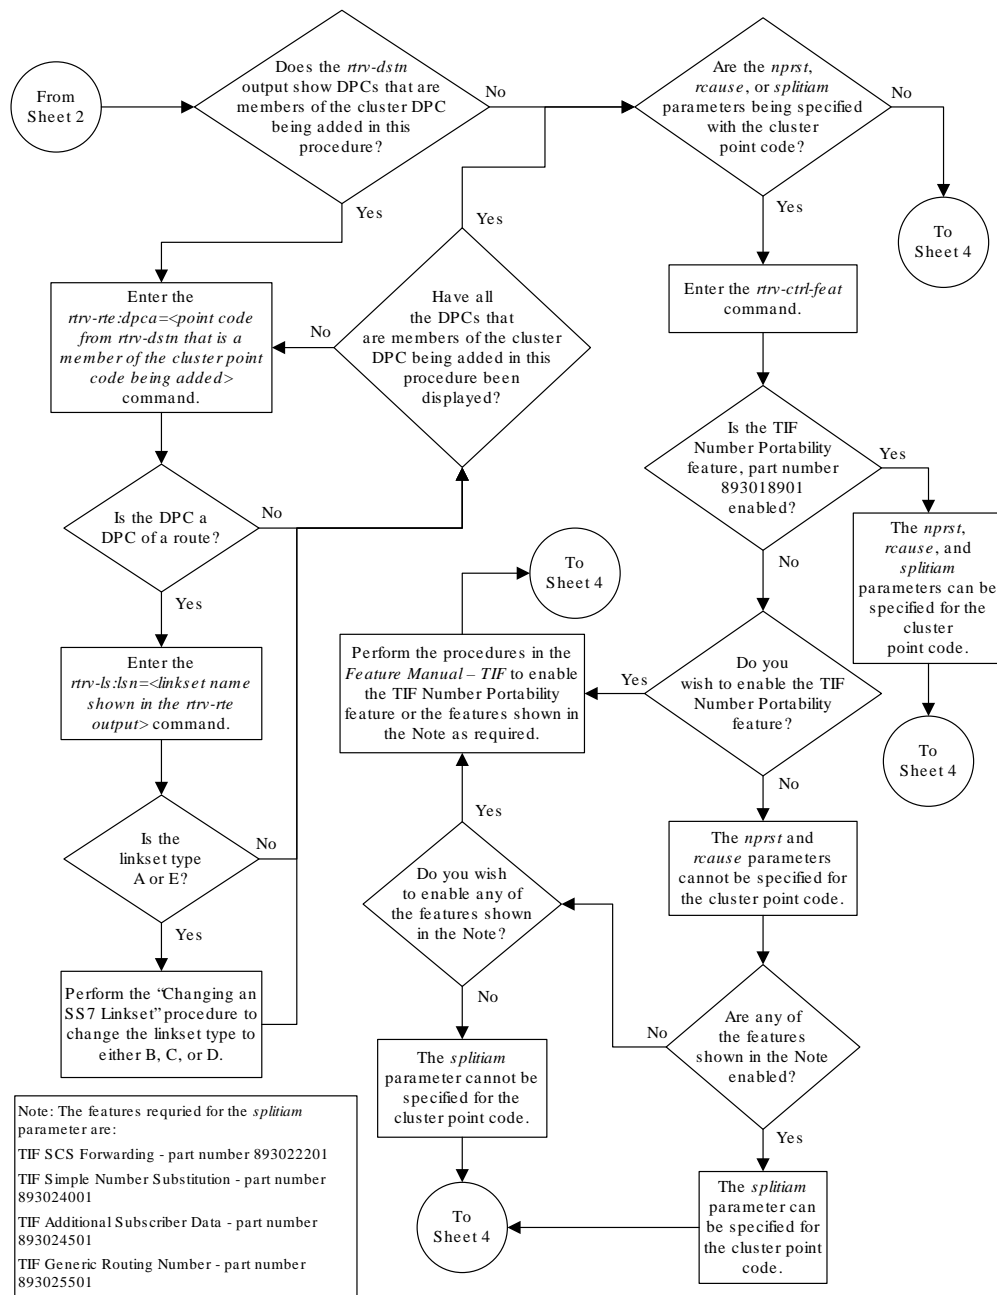 From
Sheet 2
Does the rtrv-dstn
output show DPCs that are
members of the cluster DPC
being added in this
procedure?
No
Yes
Are the nprst,
rcause, or splitiam
parameters being specified
with the cluster
point code?
No
Yes
To
Sheet 4
Enter the
rtrv-rte:dpca=<point code
from rtrv-dstn that is a
member of the cluster point
code being added>
command.
No
Yes
Have all
the DPCs that
are members of the cluster
DPC being added in this
procedure been
displayed?
Enter the rtrv-ctrl-feat
command.
Is the DPC a
DPC of a route?
No
Yes
Is the TIF
Number Portability
feature, part number
893018901
enabled?
Yes
No
The nprst,
rcause, and
splitiam
parameters can be
specified for the
cluster
point code.
To
Sheet 4
To
Sheet 4
Enter the
rtrv-ls:lsn=<linkset name
shown in the rtrv-rte
output> command.
Perform the procedures in the
Feature Manual – TIF to enable
the TIF Number Portability
feature or the features shown in
the Note as required.
Yes
Do you
wish to enable the TIF
Number Portability
feature?
No
Is the
linkset type
A or E?
No
Yes
Yes
Do you wish
to enable any of
the features shown
in the Note?
No
The nprst and
rcause parameters
cannot be specified for
the cluster point code.
Perform the “Changing an
SS7 Linkset” procedure to
change the linkset type to
either B, C, or D.
No
Are any of
the features
shown in the Note
enabled?
Yes
The splitiam
parameter cannot be
specified for the
cluster point code.
To
Sheet 4
The splitiam
parameter can
be specified for
the cluster point
code.
Note: The features requried for the splitiam
parameter are:
TIF SCS Forwarding - part number 893022201
TIF Simple Number Substitution - part number
893024001
TIF Additional Subscriber Data - part number
893024501
TIF Generic Routing Number - part number
893025501